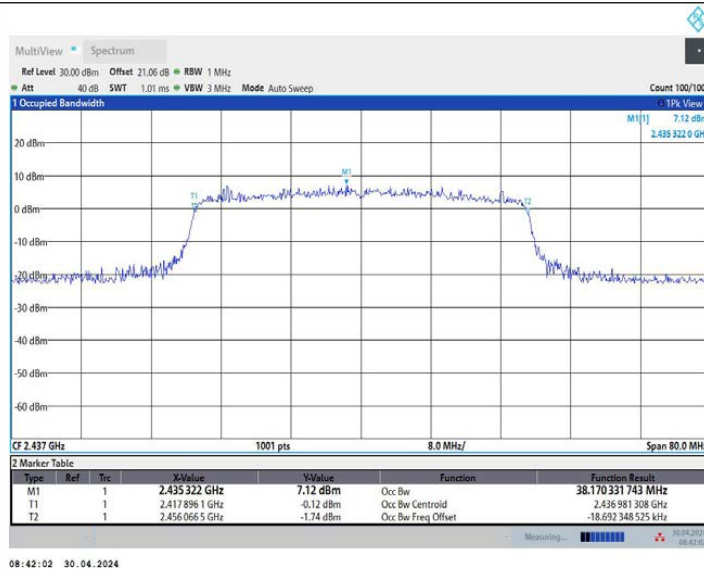 MultiView Spectrum
Ref Level 30.00 dBm Offset 21.06 dB RBW 1 MHz
Att 40 dB SWT 1.01 ms VBW 3 MHz Mode Auto Sweep Count 100/100
1 Occupied Bandwidth 1Pk View
M1[1] 7.12 dBm
2.435 322 0 GH
20 dBm
M1
10 dBm
T1 T2
0 dBm
-10 dBm
-20 dBm
-30 dBm
-40 dBm
-50 dBm
-60 dBm
CF 2.437 GHz 1001 pts 8.0 MHz/ Span 80.0 MHz
2 Marker Table
Type Ref Trc X-Value Y-Value Function Function Result
M1 1 2.435 322 GHz 7.12 dBm Occ Bw 38.170 331 743 MHz
T1 1 2.417 896 1 GHz -0.12 dBm Occ Bw Centroid 2.436 981 308 GHz
T2 1 2.456 066 5 GHz -1.74 dBm Occ Bw Freq Offset -18.692 348 525 kHz
Measuring... 30.04.2024
08:42:02
08:42:02 30.04.2024